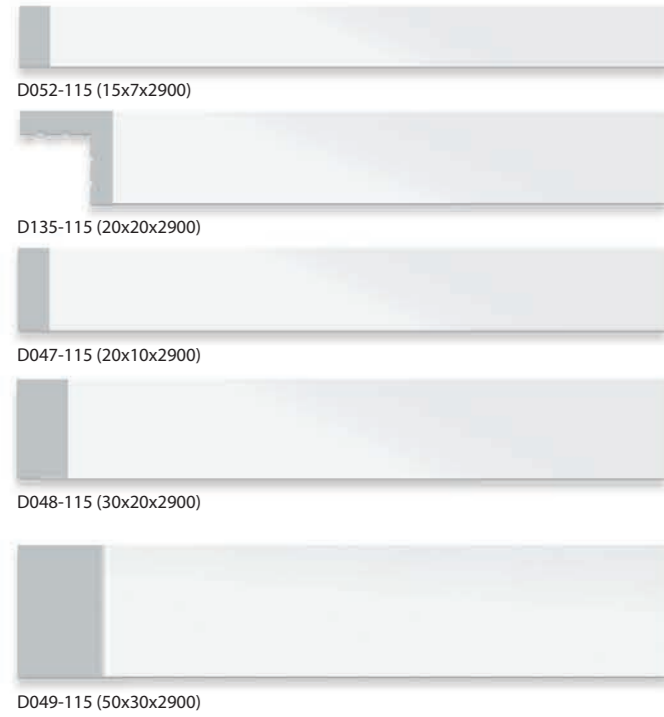 D052-115 (15x7x2900)
D135-115 (20x20x2900)
D047-115 (20x10x2900)
D048-115 (30x20x2900)
D049-115 (50x30x2900)